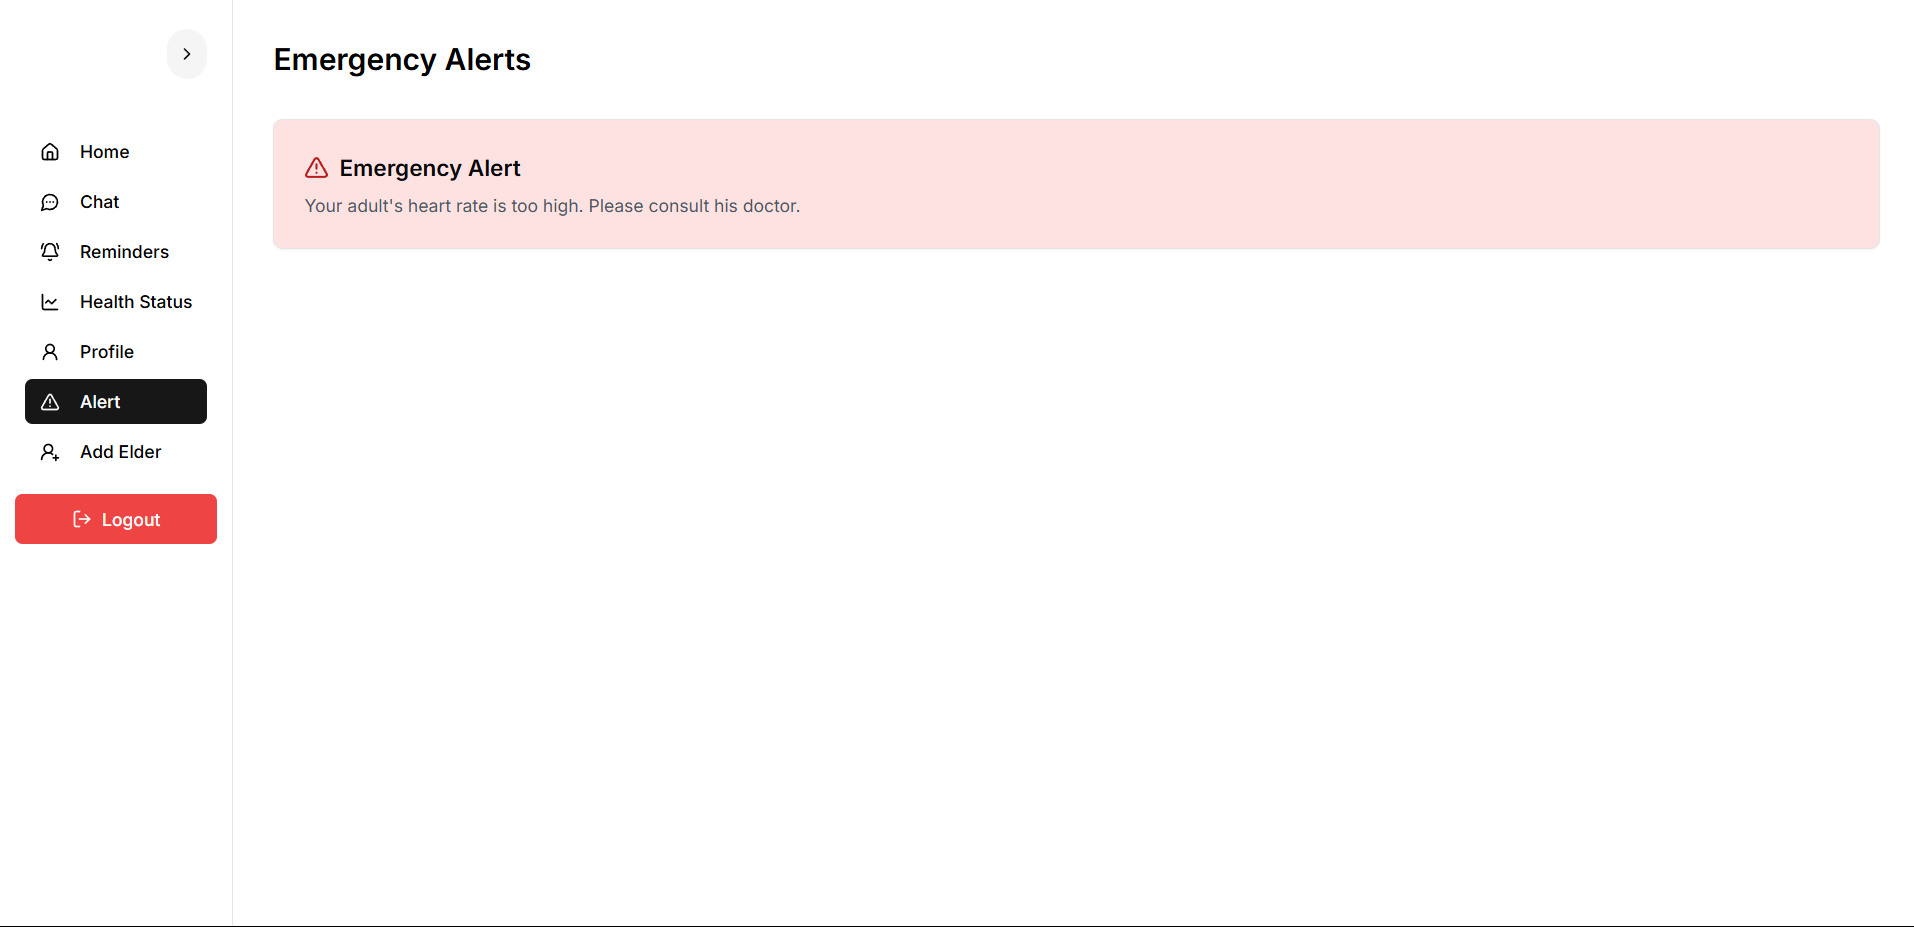 Home
Chat
Reminders
Health Status
Profile
Alert
Add Elder
Logout
Emergency Alerts
Emergency Alert
Your adult's heart rate is too high. Please consult his doctor.